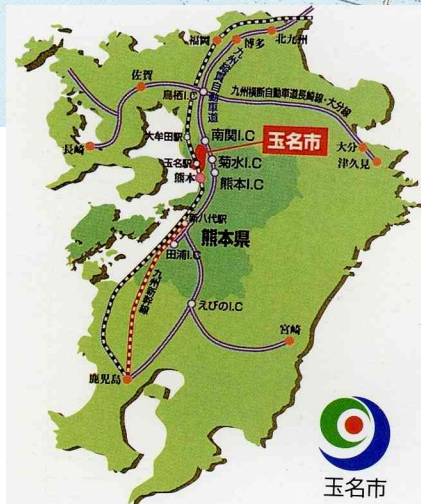 北九州
福岡
博多
九州縦貫自動車道
佐賀
鳥栖I.C
九州横断自動車道長崎線・大分線
大牟田駅
南関I.C
玉名市
大分
長崎
玉名駅
菊水I.C
津久見
熊本
熊本I.C
新八代駅
熊本県
田浦I.C
九州新幹線
えびのI.C
宮崎
鹿児島
玉名市